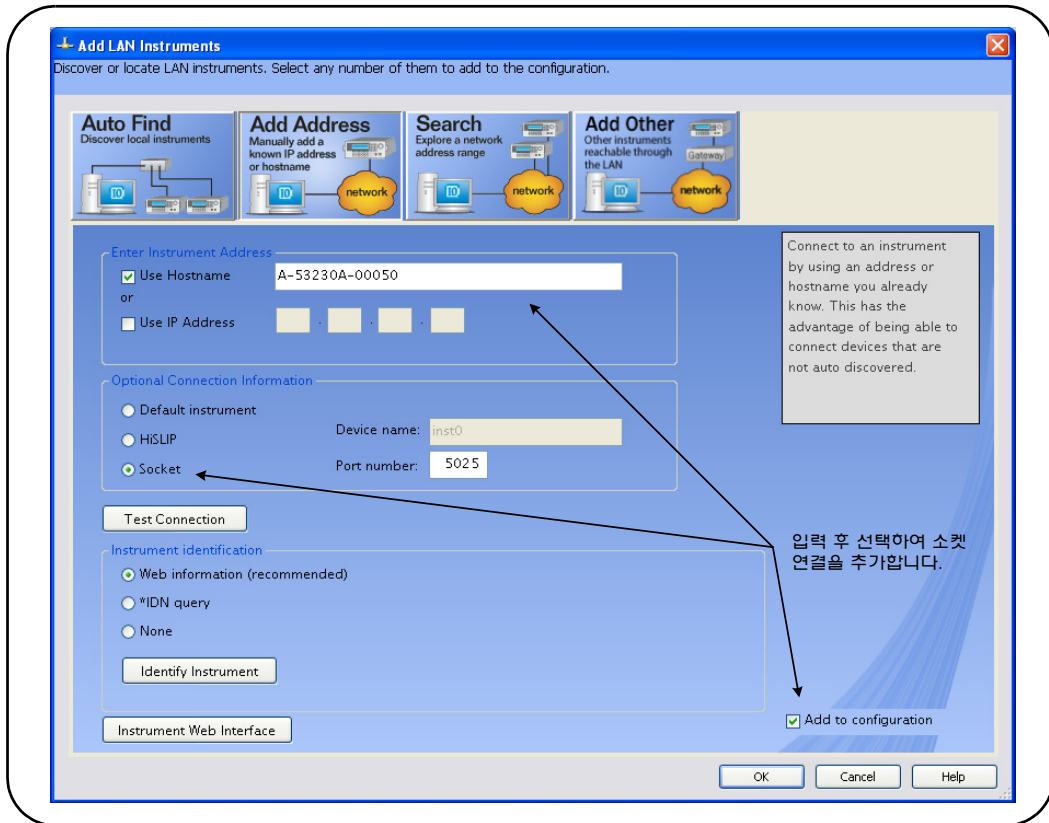 Add LAN Instruments
Discover or locate LAN instruments. Select any number of them to add to the configuration.
Auto Find
Discover local instruments
IO
Add Address
Manually add a
known IP address
or hostname
IO
network
Search
Explore a network
address range
IO
network
Add Other
Other instruments
reachable through
the LAN
Gateway
IO
network
Enter Instrument Address
Use Hostname
A-53230A-00050
or
Use IP Address
. . .
Connect to an instrument
by using an address or
hostname you already
know. This has the
advantage of being able to
connect devices that are
not auto discovered.
Optional Connection Information
Default instrument
HiSLIP
Socket
Device name: inst0
Port number: 5025
Test Connection
입력 후 선택하여 소켓
연결을 추가합니다.
Instrument identification
Web information (recommended)
*IDN query
None
Identify Instrument
Instrument Web Interface
Add to configuration
OK
Cancel
Help